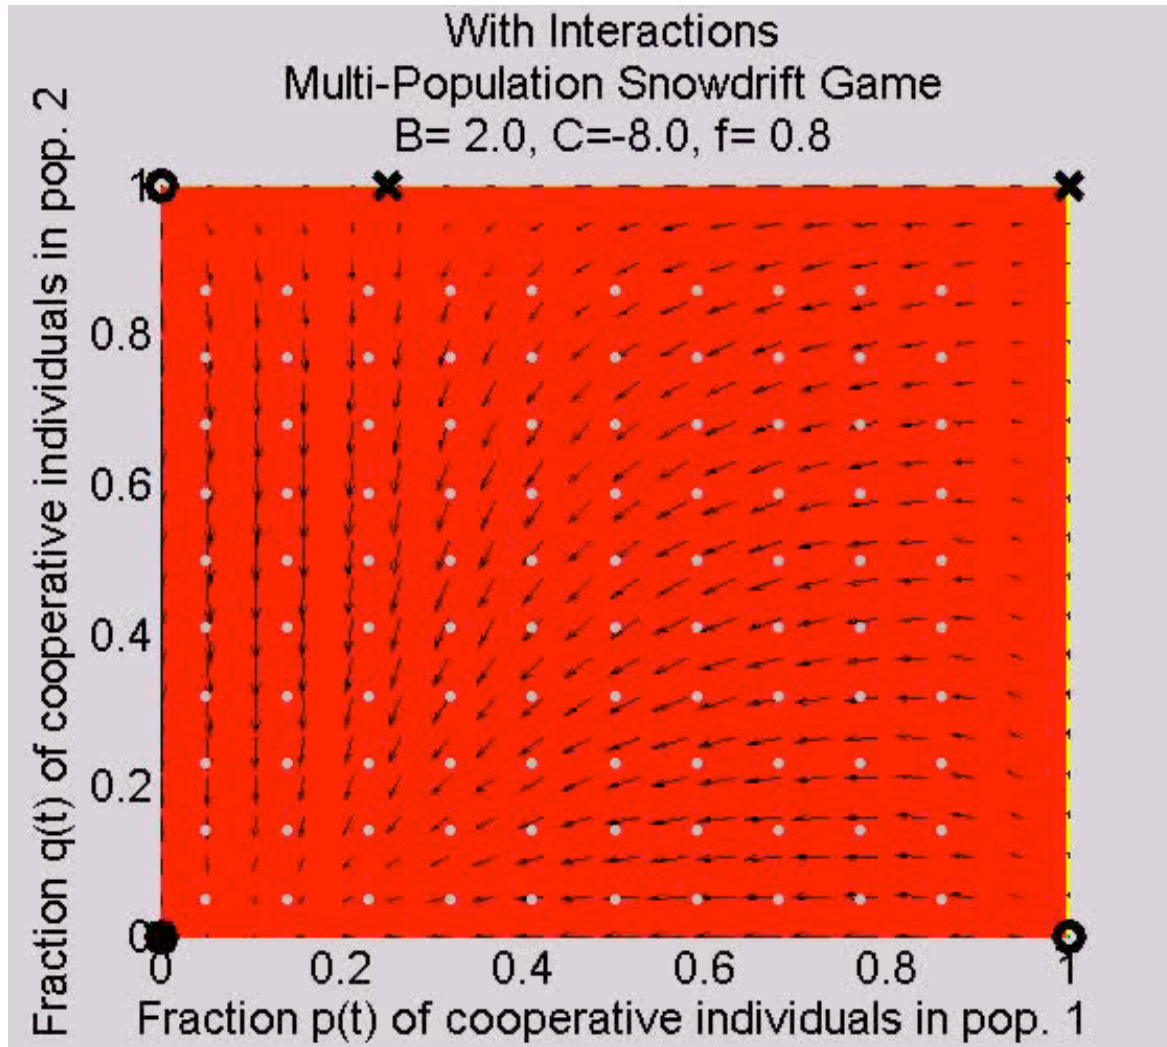 With Interactions
Multi-Population Snowdrift Game
B= 2.0, C=-8.0, f= 0.8
Fraction q(t) of cooperative individuals in pop. 2
1
0.8
0.6
0.4
0.2
0
0 0.2 0.4 0.6 0.8 1
Fraction p(t) of cooperative individuals in pop. 1